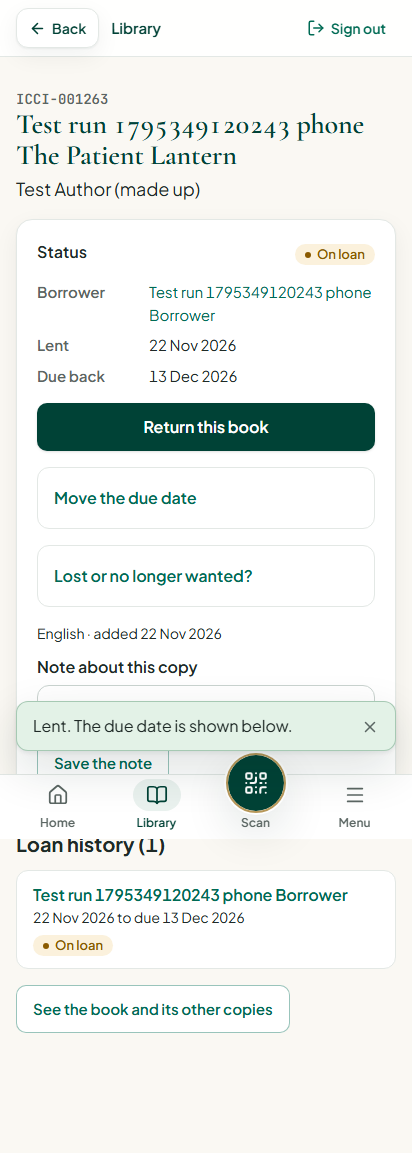 Back
Library
Sign out
ICCI-001263
Test run 1795349120243 phone
The Patient Lantern
Test Author (made up)
Status
On loan
Borrower
Test run 1795349120243 phone
Borrower
Lent
22 Nov 2026
Due back
13 Dec 2026
Return this book
Move the due date
Lost or no longer wanted?
English · added 22 Nov 2026
Note about this copy
Lent. The due date is shown below.
Save the note
Home
Library
Scan
Menu
Loan history (1)
Test run 1795349120243 phone Borrower
22 Nov 2026 to due 13 Dec 2026
On loan
See the book and its other copies